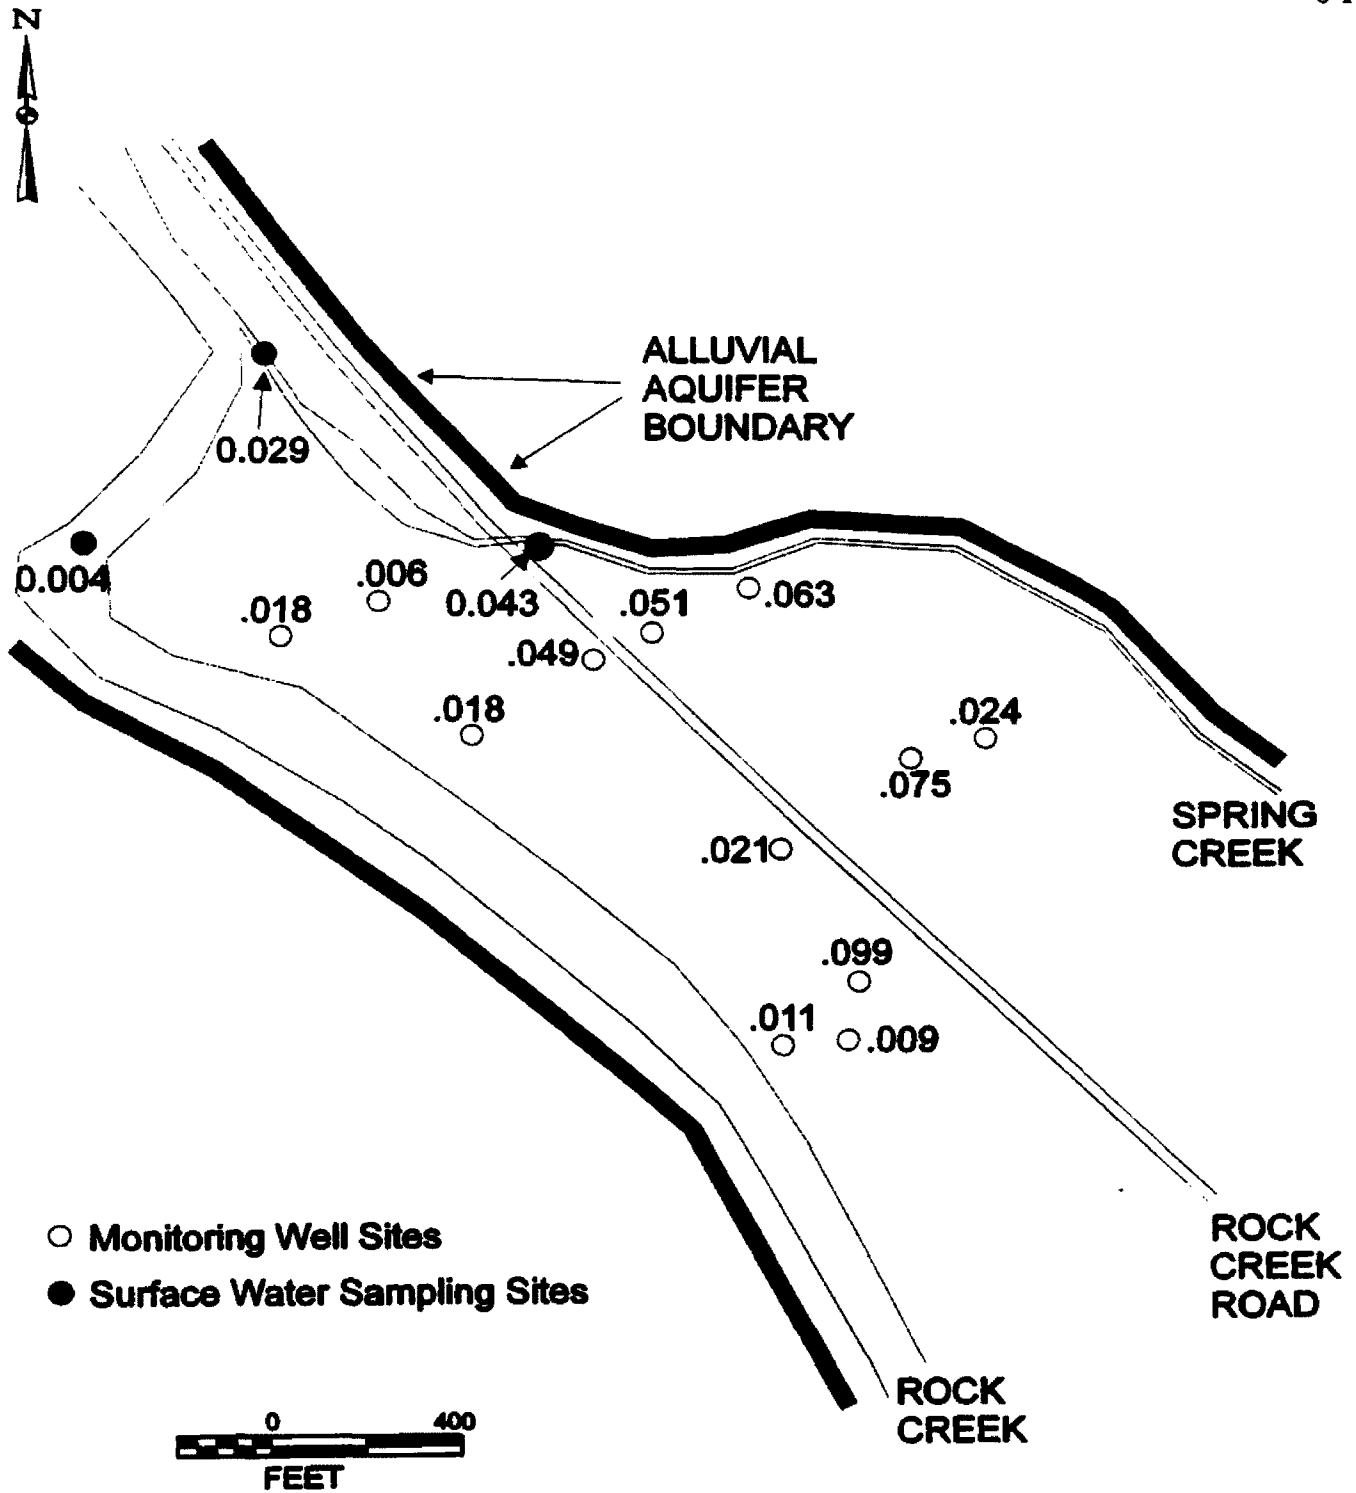 N
ALLUVIAL
AQUIFER
BOUNDARY
0.029
0.004
.006
.018
0.043
.051
.063
.049
.018
.024
.075
.021
SPRING
CREEK
.099
.011
.009
Monitoring Well Sites
Surface Water Sampling Sites
ROCK
CREEK
ROAD
ROCK
CREEK
0 400
FEET